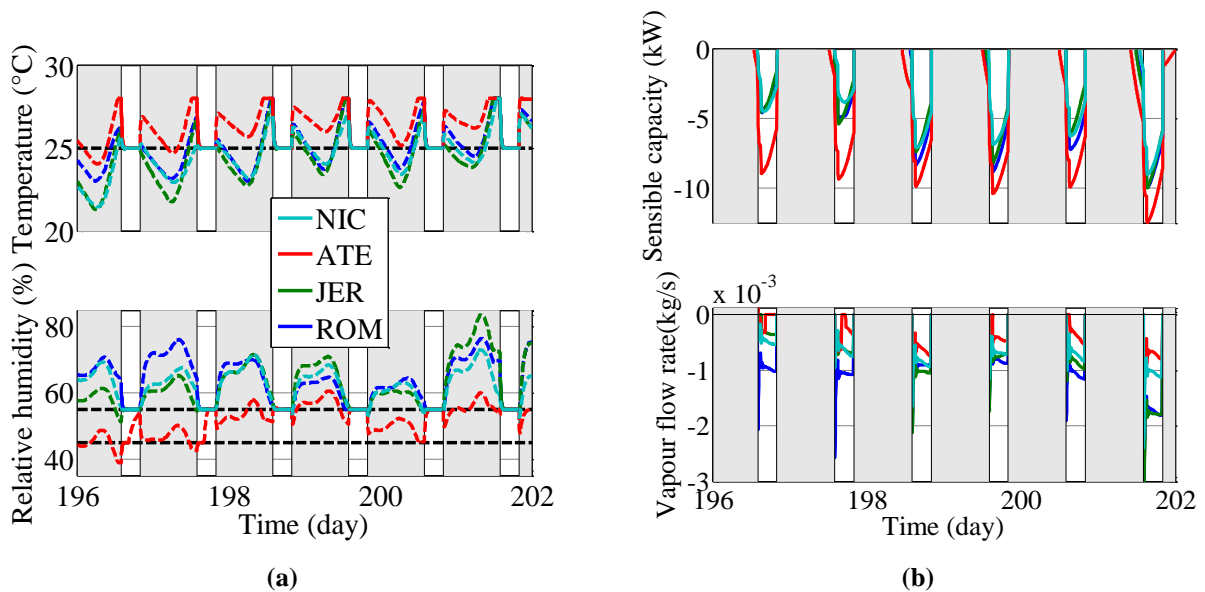 Temperature (°C)
30
25
20
NIC
ATE
JER
ROM
Relative humidity (%)
80
60
40
196
198
200
202
Time (day)
(a)
Sensible capacity (kW)
0
-5
-10
x 10⁻³
Vapour flow rate(kg/s)
0
-1
-2
-3
196
198
200
202
Time (day)
(b)